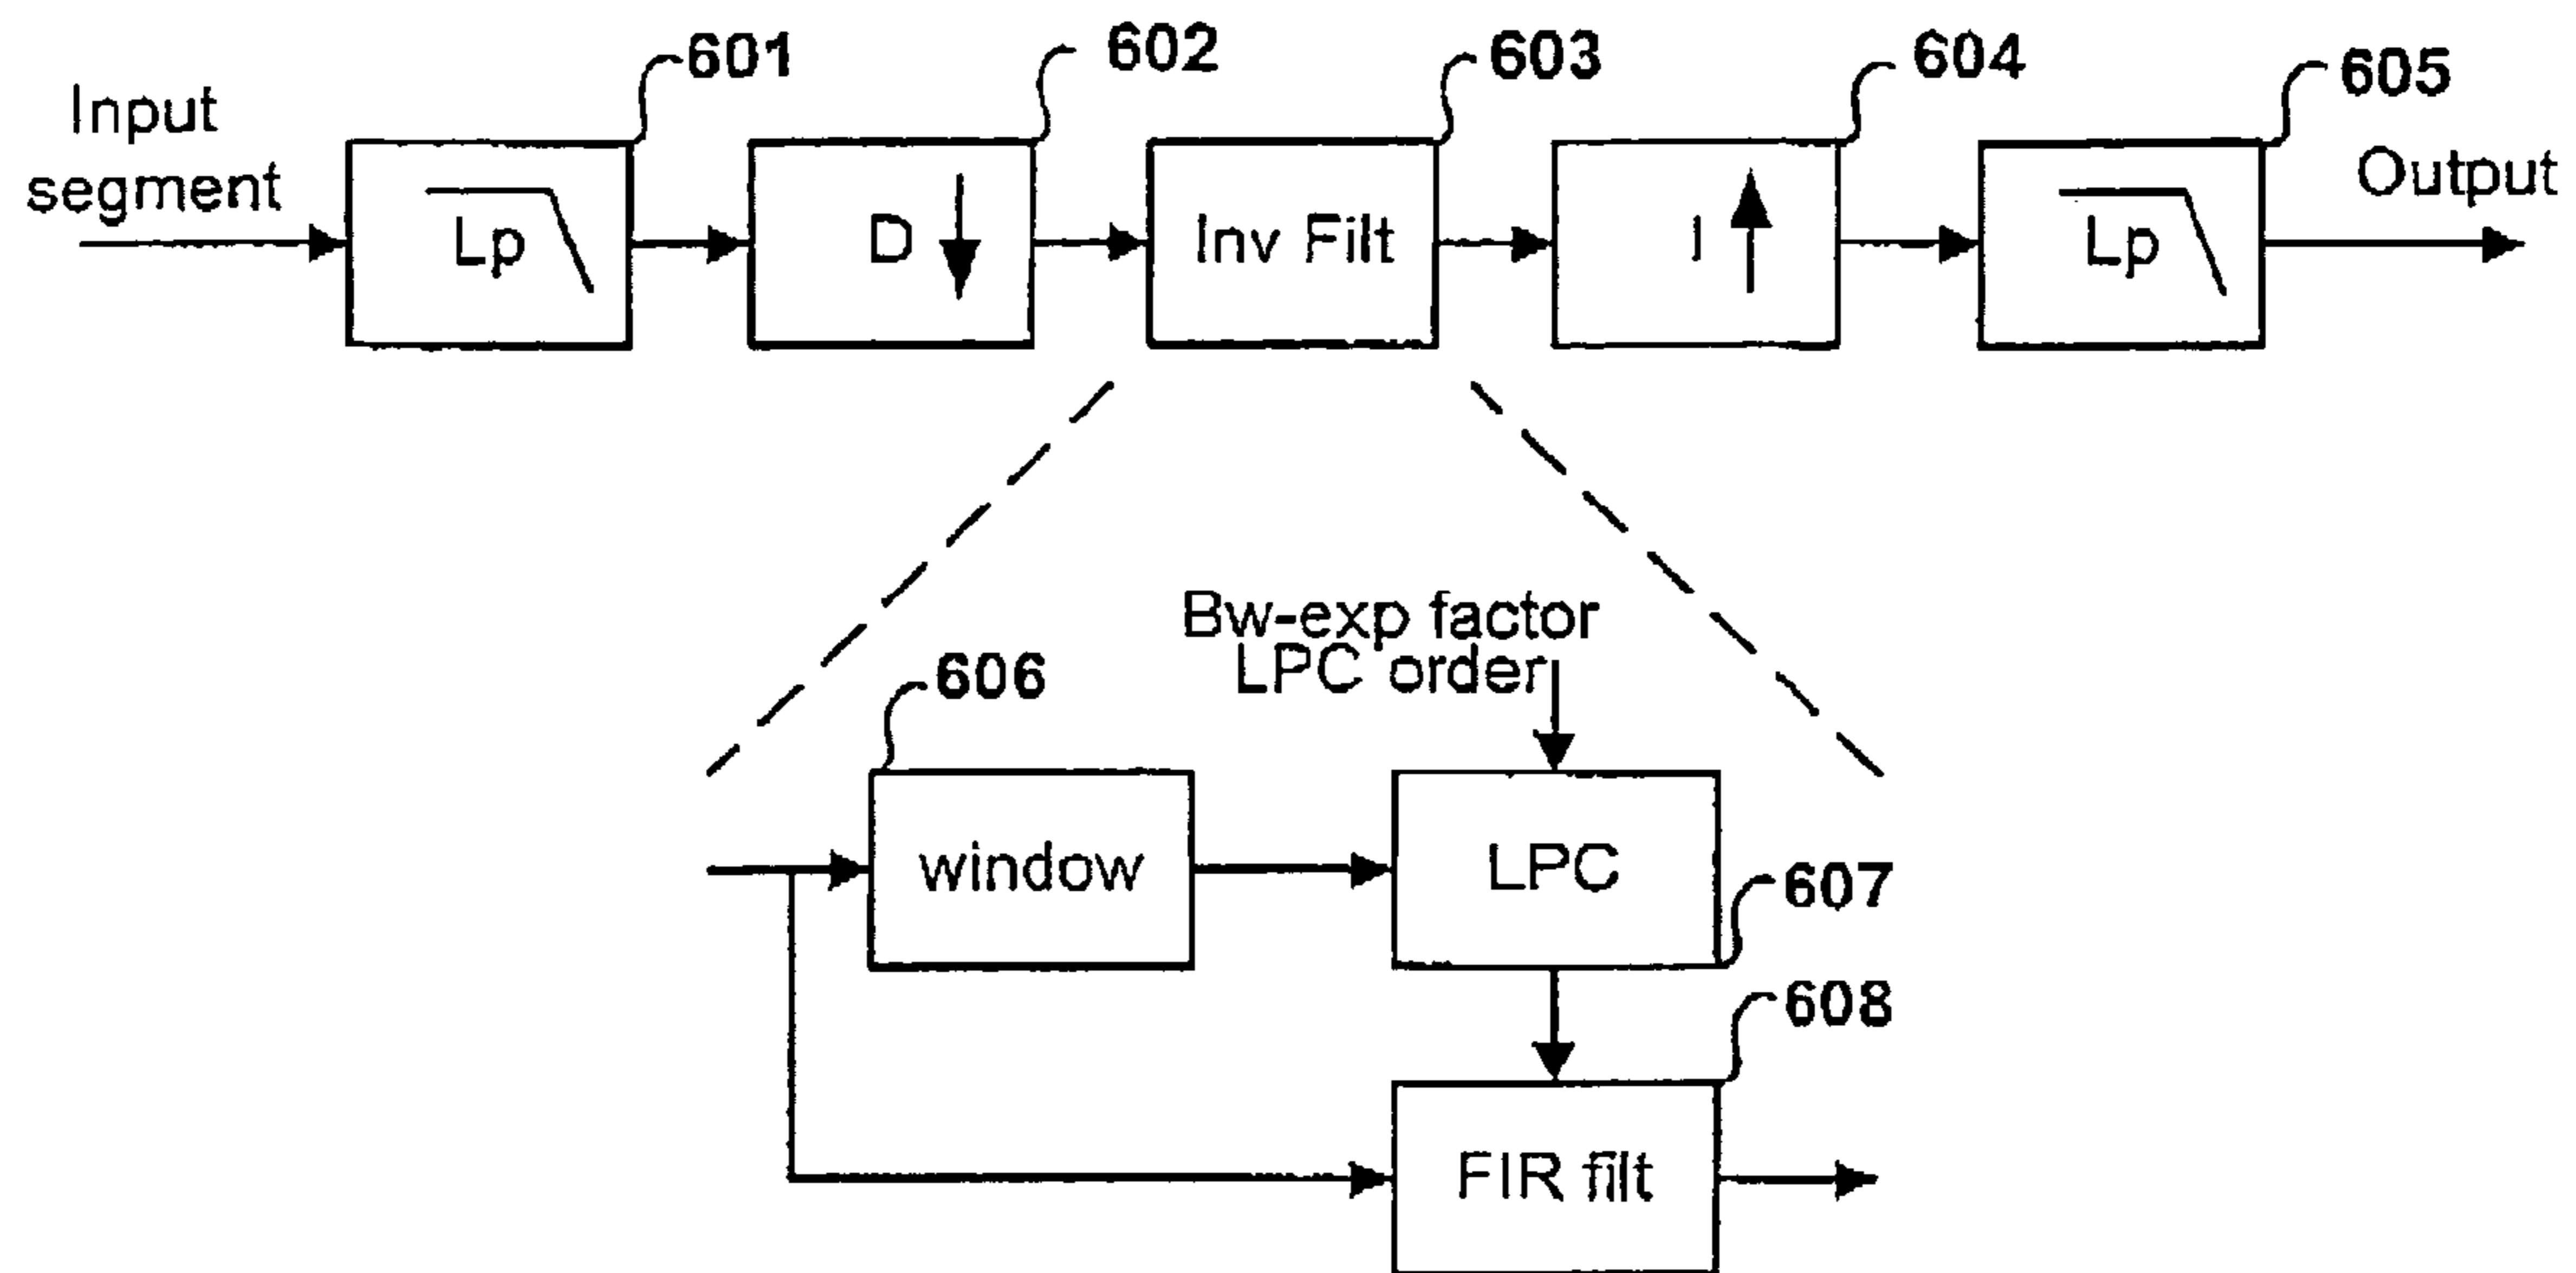 601
602
603
604
605
Input
segment
Lp
D
Inv Filt
I
Lp
Output
Bw-exp factor
LPC order
606
window
LPC
607
608
FIR filt